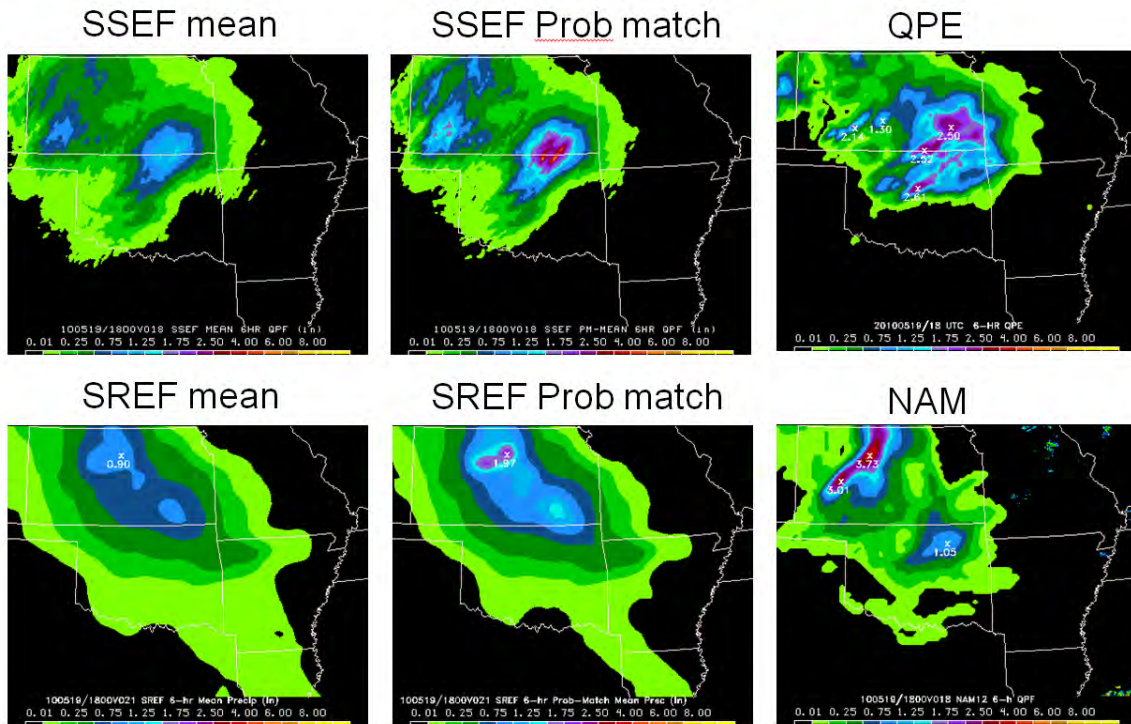 SSEF mean
SSEF Prob match
QPE
2.14
1.30
2.50
2.52
2.61
100519/1800V018 SSEF MEAN 6HR QPF (in)
0.01 0.25 0.75 1.25 1.75 2.50 4.00 6.00 8.00
100519/1800V018 SSEF PM-MEAN 6HR QPF (in)
0.10 0.25 0.75 1.25 1.75 2.50 4.00 6.00 8.00
20100519/18 UTC 6-HR QPE
0.01 0.25 0.75 1.25 1.75 2.50 4.00 6.00 8.00
SREF mean
SREF Prob match
NAM
0.90
1.97
3.73
3.01
1.05
100519/1800V021 SREF 6-hr Mean Precip (in)
0.01 0.25 0.75 1.25 1.75 2.50 4.00 6.00 8.00
100519/1800V021 SREF 6-hr Prob-Match Mean Prec (in)
0.01 0.25 0.75 1.25 1.75 2.50 4.00 6.00 8.00
100519/1800V018 NAM12 6-h QPF
0.01 0.25 0.75 1.25 1.75 2.50 4.00 6.00 8.00